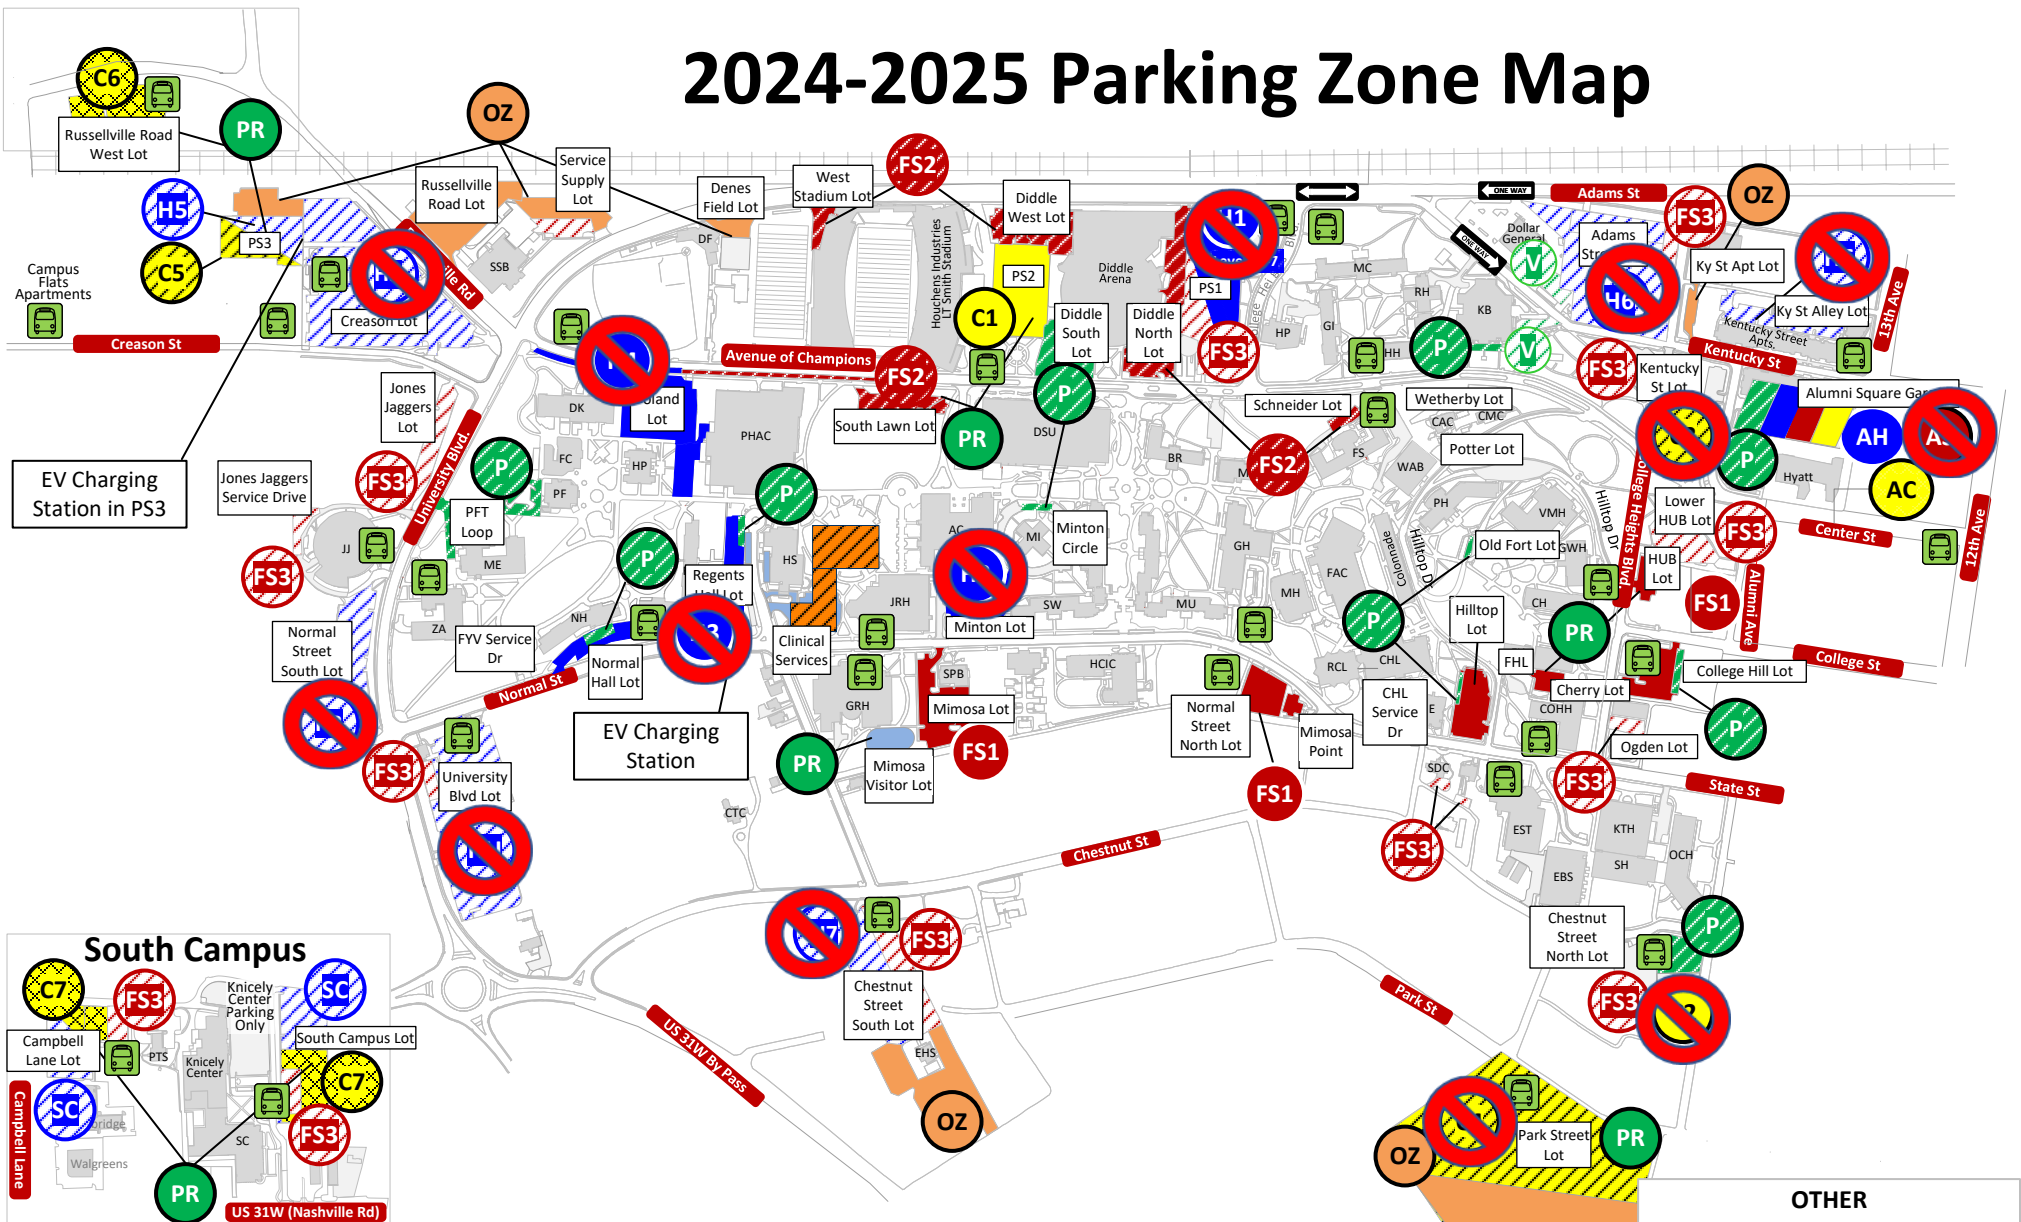 2024-2025 Parking Zone Map
C6
Russellville Road
West Lot
PR
OZ
H5
PS3
C5
Campus
Flats
Apartments
Creason St
Creason Lot
Russellville
Road Lot
SSB
Service
Supply
Lot
Denes
Field Lot
DF
West
Stadium Lot
FS2
Houchens Industries
LT Smith Stadium
Diddle
West Lot
PS2
C1
Diddle
Arena
Diddle
South
Lot
Diddle
North
Lot
PS1
FS3
HP
GI
MC
RH
HH
KB
P
V
V
ONE WAY
ONE WAY
Adams St
Dollar
General
Adams
H6
FS3
OZ
Ky St Apt Lot
Ky St Alley Lot
Kentucky Street
Apts.
13th Ave
Kentucky St
FS3
Kentucky
St Lot
Alumni Square
AH
AC
P
Hyatt
Center St
12th Ave
EV Charging
Station in PS3
Jones
Jaggers
Lot
FS3
University Blvd.
Jones Jaggers
Service Drive
JJ
FS3
DK
FC
PF
HP
P
PFT
Loop
ME
ZA
Lot
PHAC
Avenue of Champions
FS2
South Lawn Lot
PR
DSU
P
BR
Schneider Lot
FS
FS2
Wetherby Lot
CAC
CMC
Potter Lot
WAB
PH
VMH
GWH
Hilltop Dr
College Heights Blvd
Lower
HUB Lot
FS3
HUB
Lot
FS1
Alumni Ave
College St
P
HS
Regents
NH
P
FYV Service
Dr
Normal
Hall Lot
Normal St
Normal
Street
South Lot
FS3
University
Blvd Lot
EV Charging
Station
Clinical
Services
JRH
AC
MI
Minton
Circle
Minton Lot
SW
MU
GH
MH
FAC
Colonnade
Hilltop Dr
Old Fort Lot
P
Hilltop
Lot
CH
PR
FHL
Cherry Lot
COHH
College Hill Lot
P
Ogden Lot
FS3
State St
GRH
SPB
Mimosa Lot
FS1
PR
Mimosa
Visitor Lot
HCIC
Normal
Street
North Lot
Mimosa
Point
FS1
RCL
CHL
CHL
Service
Dr
SDC
FS3
EST
KTH
SH
EBS
OCH
CTC
Chestnut St
FS3
Chestnut
Street
South Lot
EHS
OZ
US 31W By Pass
Park St
Chestnut
Street
North Lot
P
FS3
OZ
Park Street
Lot
PR
OTHER
South Campus
C7
FS3
Campbell
Lane Lot
PTS
Knicely
Center
Parking
Only
SC
South Campus Lot
Knicely
Center
C7
SC
Campbell Lane
Walgreens
SC
FS3
PR
US 31W (Nashville Rd)